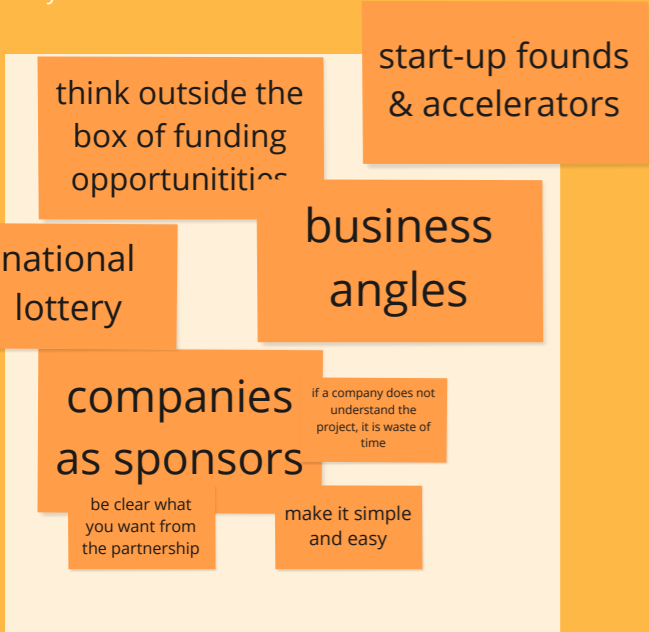 start-up founds
& accelerators
think outside the
box of funding
opportunitities
business
angles
national
lottery
companies
as sponsors
if a company does not
understand the
project, it is waste of
time
be clear what
you want from
the partnership
make it simple
and easy